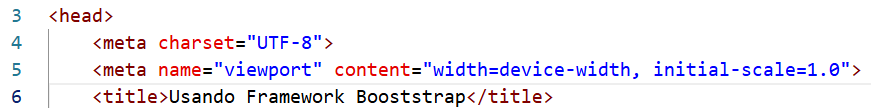 3 <head>
4 <meta charset="UTF-8">
5 <meta name="viewport" content="width=device-width, initial-scale=1.0">
6 <title>Usando Framework Booststrap</title>